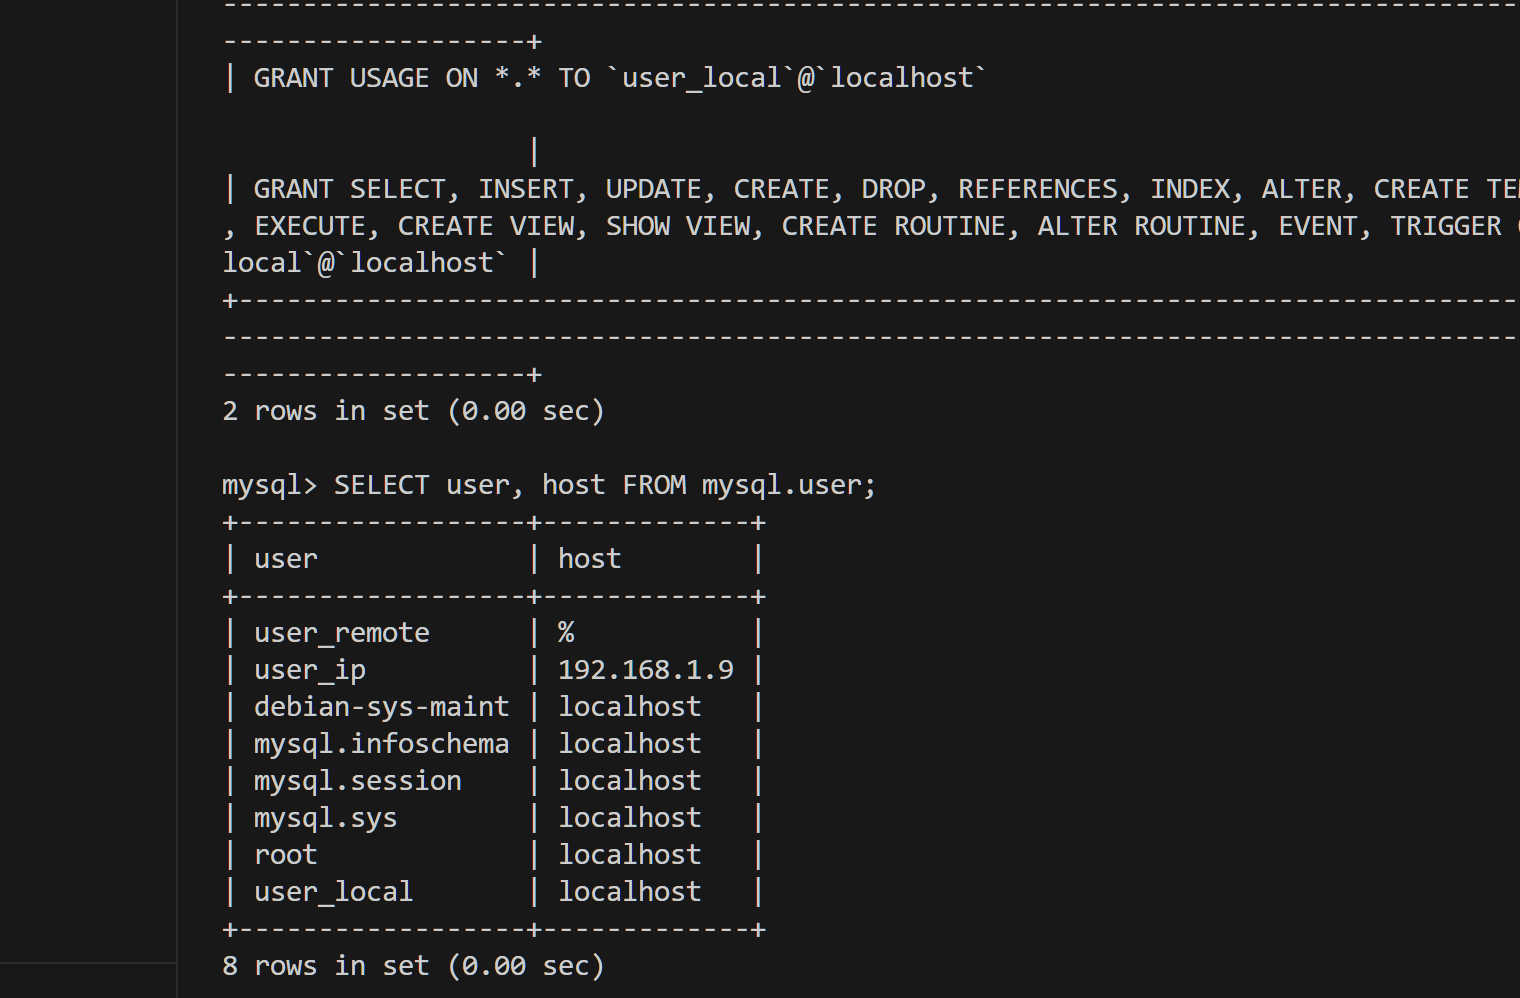 --------------------------------------------------------------------------------
-------------------+
| GRANT USAGE ON *.* TO `user_local`@`localhost`
|
| GRANT SELECT, INSERT, UPDATE, CREATE, DROP, REFERENCES, INDEX, ALTER, CREATE
, EXECUTE, CREATE VIEW, SHOW VIEW, CREATE ROUTINE, ALTER ROUTINE, EVENT, TRIGGER
local`@`localhost` |
+--------------------------------------------------------------------------------
---------------------------------------------------------------------------------
-------------------+
2 rows in set (0.00 sec)
mysql> SELECT user, host FROM mysql.user;
+------------------+-------------+
| user             | host        |
+------------------+-------------+
| user_remote      | %           |
| user_ip          | 192.168.1.9 |
| debian-sys-maint | localhost   |
| mysql.infoschema | localhost   |
| mysql.session    | localhost   |
| mysql.sys        | localhost   |
| root             | localhost   |
| user_local       | localhost   |
+------------------+-------------+
8 rows in set (0.00 sec)